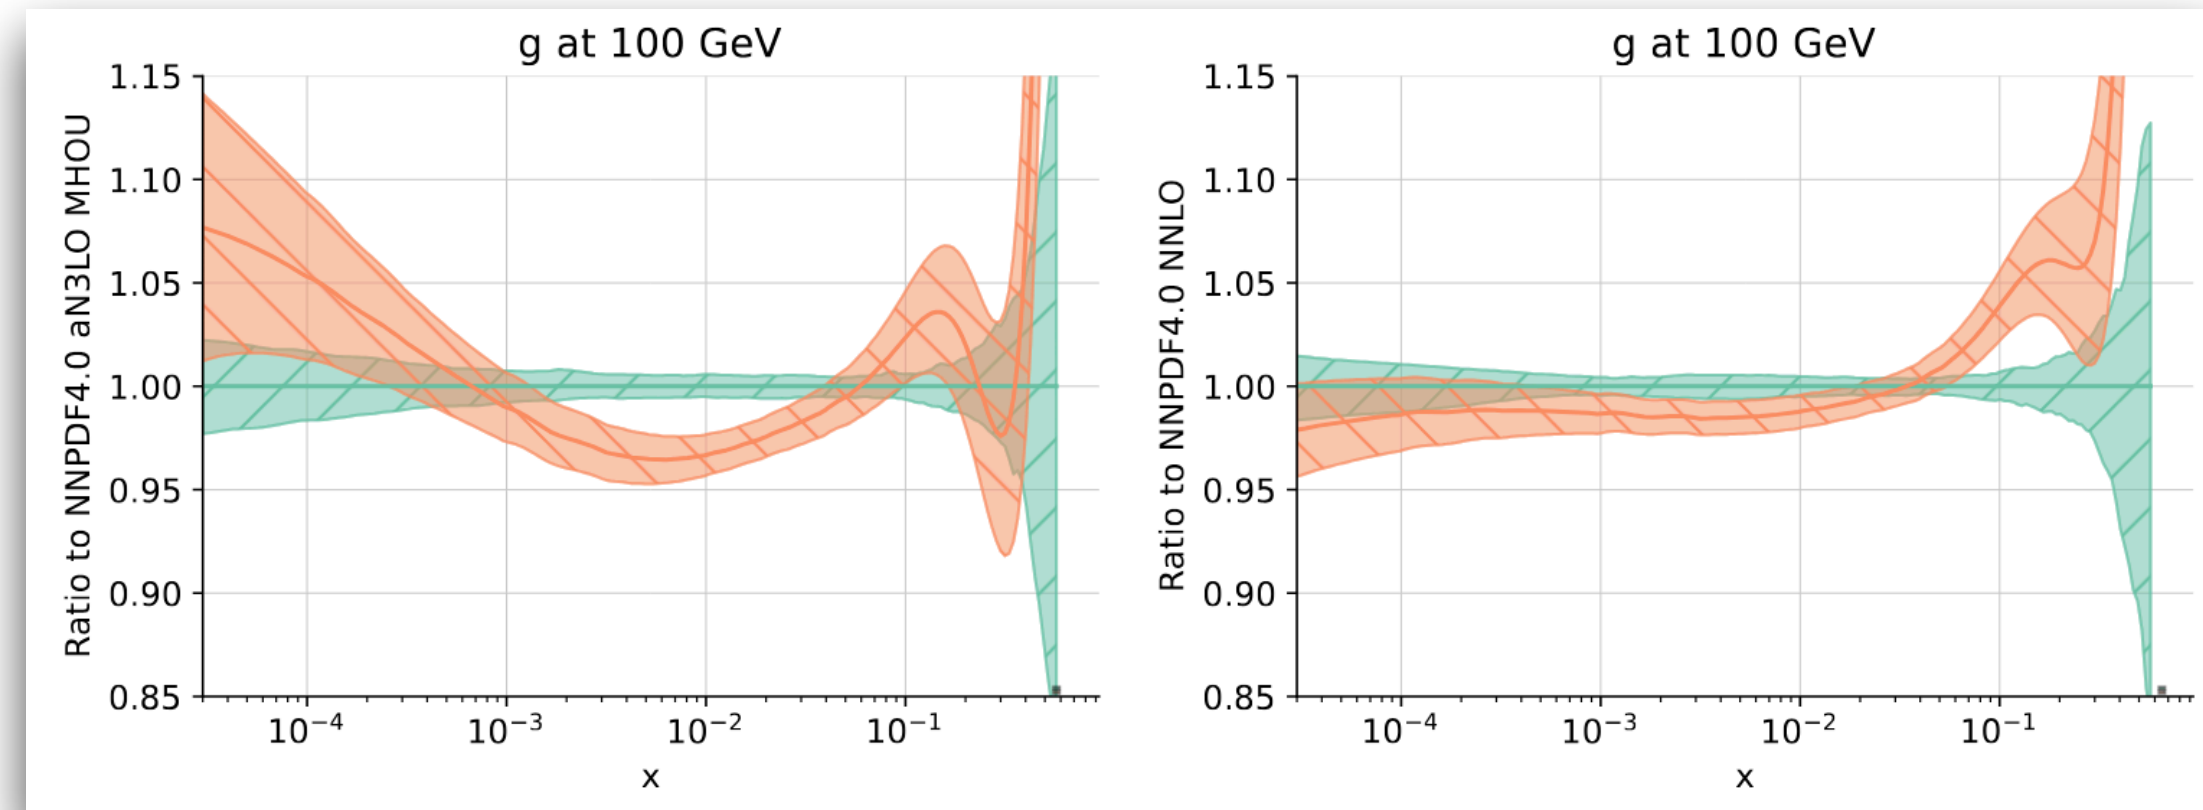 g at 100 GeV
Ratio to NNPDF4.0 aN3LO MHOU
1.15
1.10
1.05
1.00
0.95
0.90
0.85
10⁻⁴ 10⁻³ 10⁻² 10⁻¹
x
g at 100 GeV
Ratio to NNPDF4.0 NNLO
1.15
1.10
1.05
1.00
0.95
0.90
0.85
10⁻⁴ 10⁻³ 10⁻² 10⁻¹
x